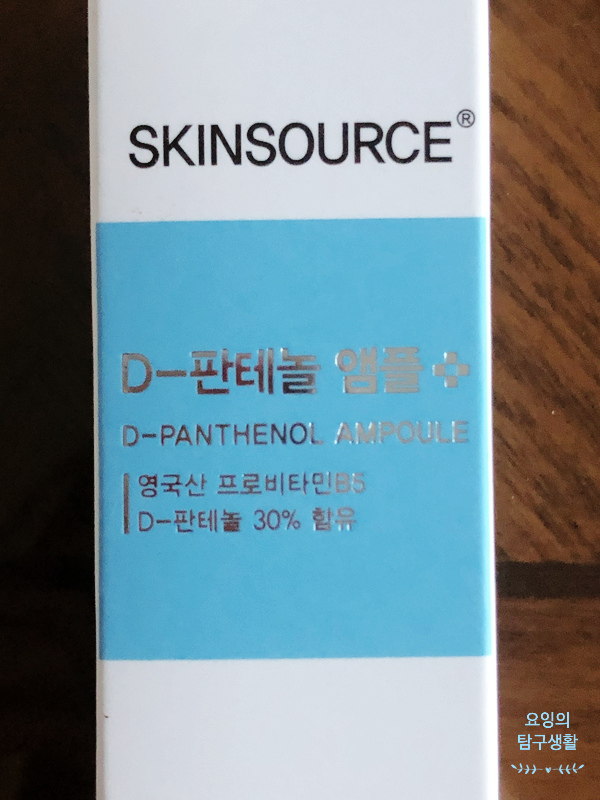 SKINSOURCE®
D-판테놀 앰플
D-PANTHENOL AMPOULE
영국산 프로비타민B5
D-판테놀 30% 함유
요잉의
탐구생활